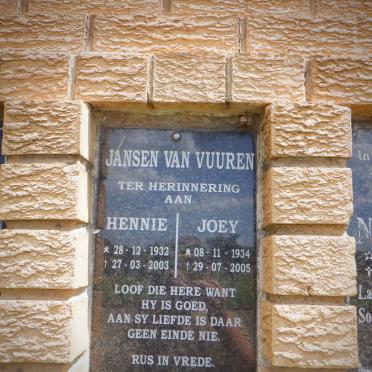 JANSEN VAN VUUREN
TER HERINNERING
AAN
HENNIE JOEY
★ 28 - 12 - 1932 ★ 08 - 11 - 1934
† 27 - 03 - 2003 † 29 - 07 - 2005
LOOF DIE HERE WANT
HY IS GOED,
AAN SY LIEFDE IS DAAR
GEEN EINDE NIE.
RUS IN VREDE.
In